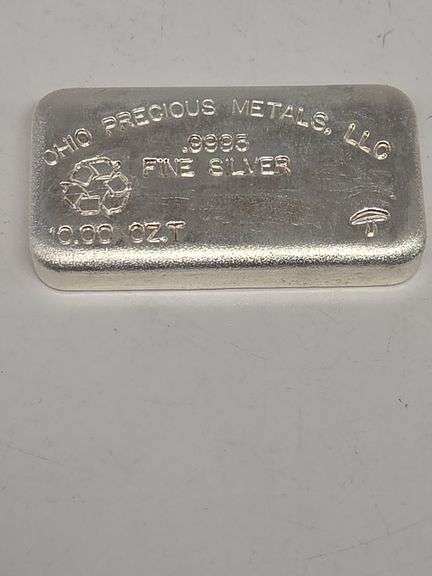 OHIO PRECIOUS METALS, LLC
.9995
FINE SILVER
10.00 OZ.T